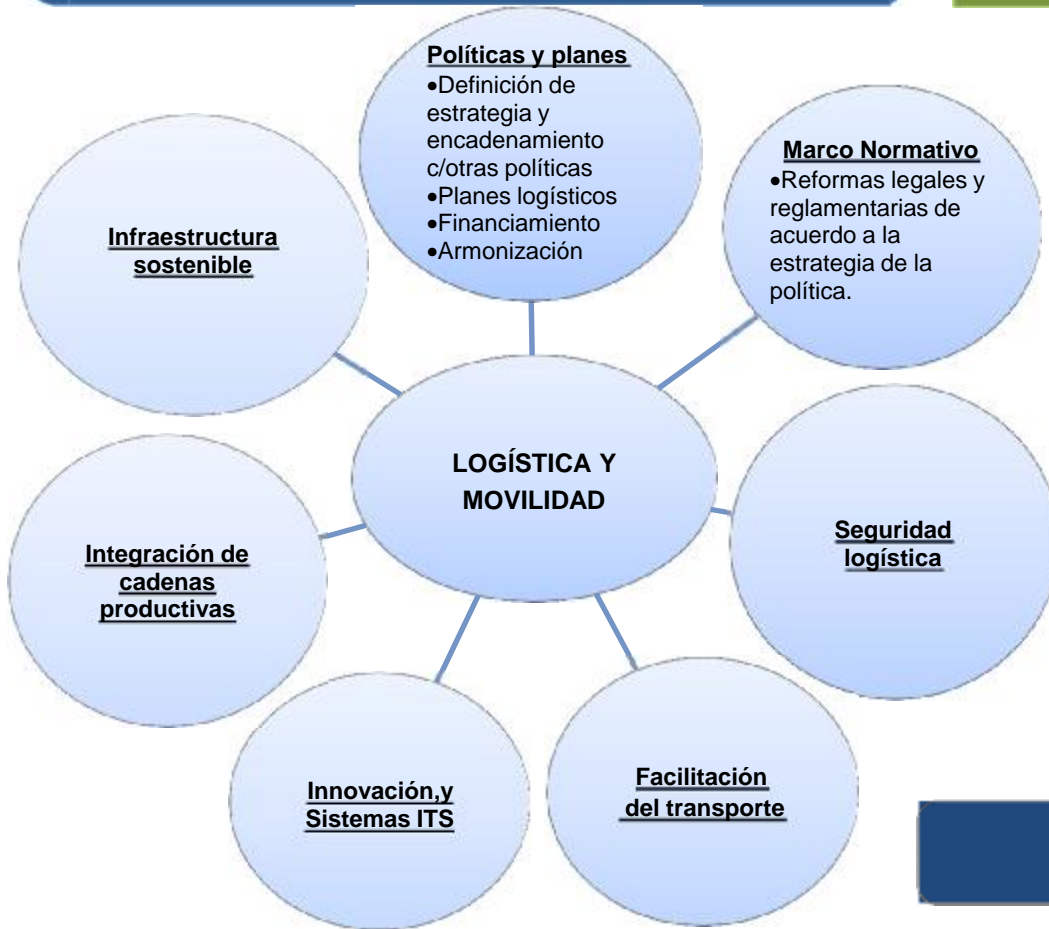 Políticas y planes
•Definición de
estrategia y
encadenamiento
c/otras políticas
•Planes logísticos
•Financiamiento
•Armonización
Marco Normativo
•Reformas legales y
reglamentarias de
acuerdo a la
estrategia de la
política.
Infraestructura
sostenible
LOGÍSTICA Y
MOVILIDAD
Seguridad
logística
Integración de
cadenas
productivas
Innovación,y
Sistemas ITS
Facilitación
del transporte